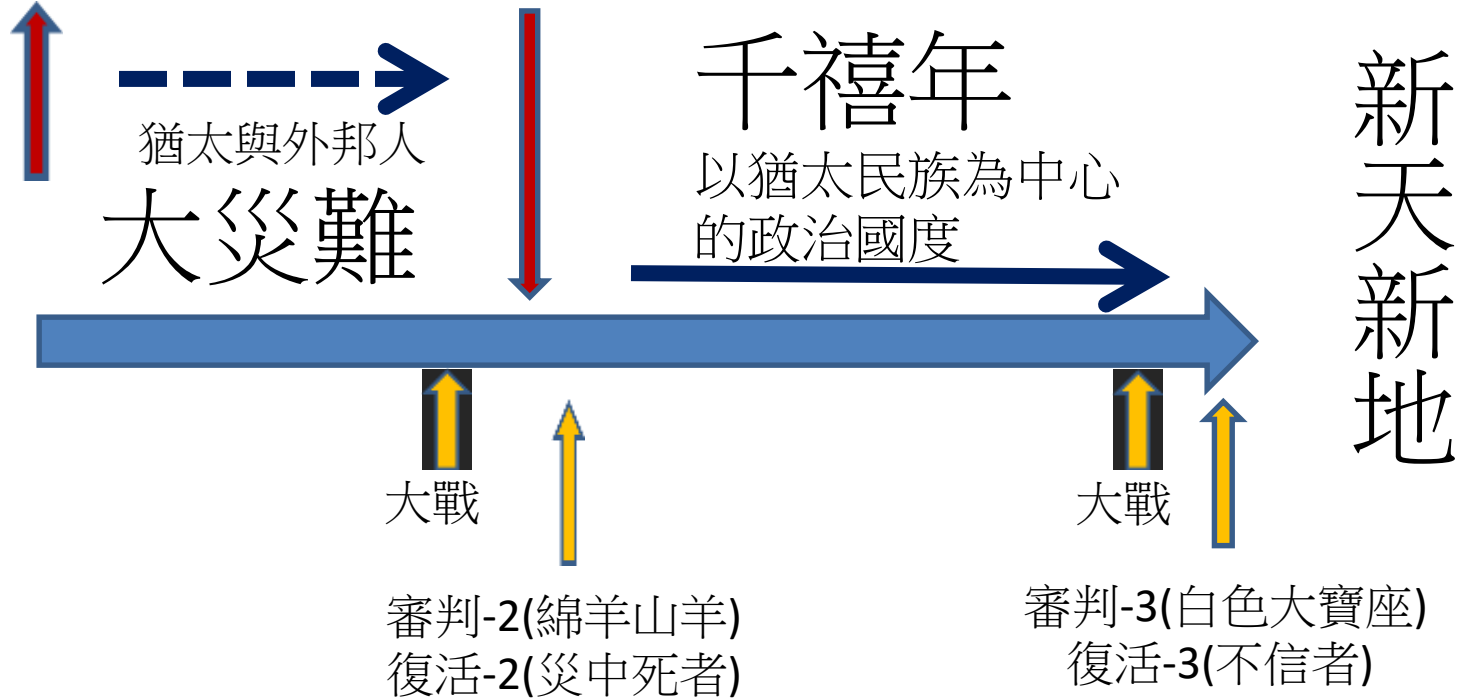 猶太與外邦人
大災難
千禧年
以猶太民族為中心
的政治國度
新天新地
大戰
大戰
審判-2(綿羊山羊)
復活-2(災中死者)
審判-3(白色大寶座)
復活-3(不信者)